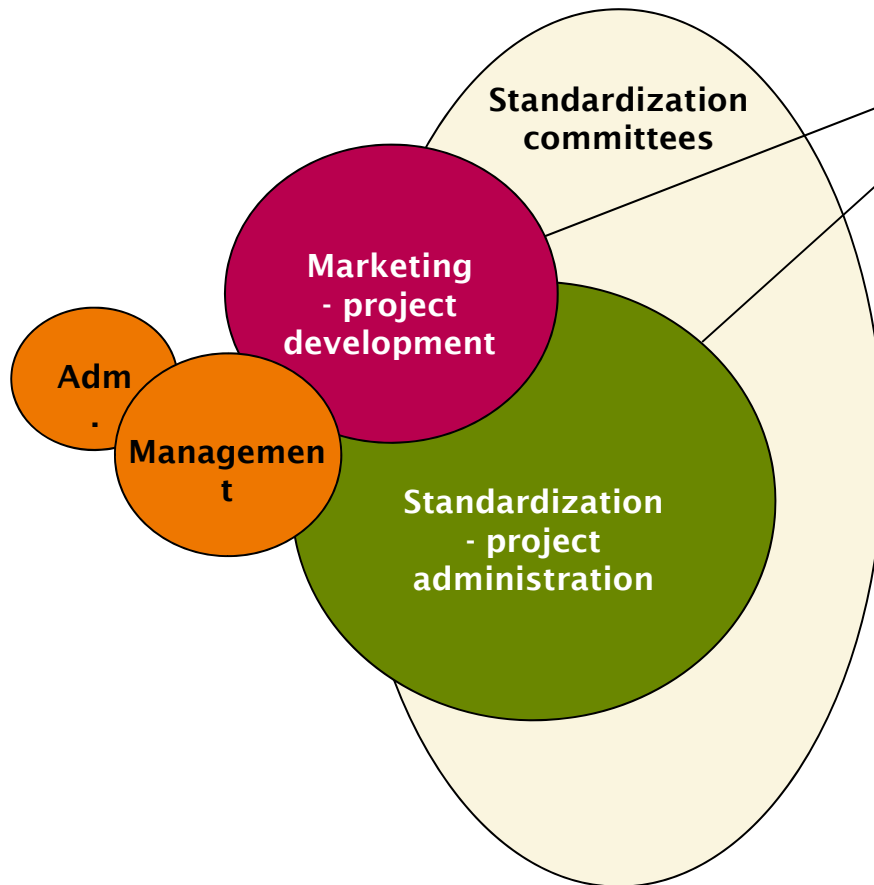 Standardization
committees
Marketing
- project
development
Adm
.
Managemen
t
Standardization
- project
administration